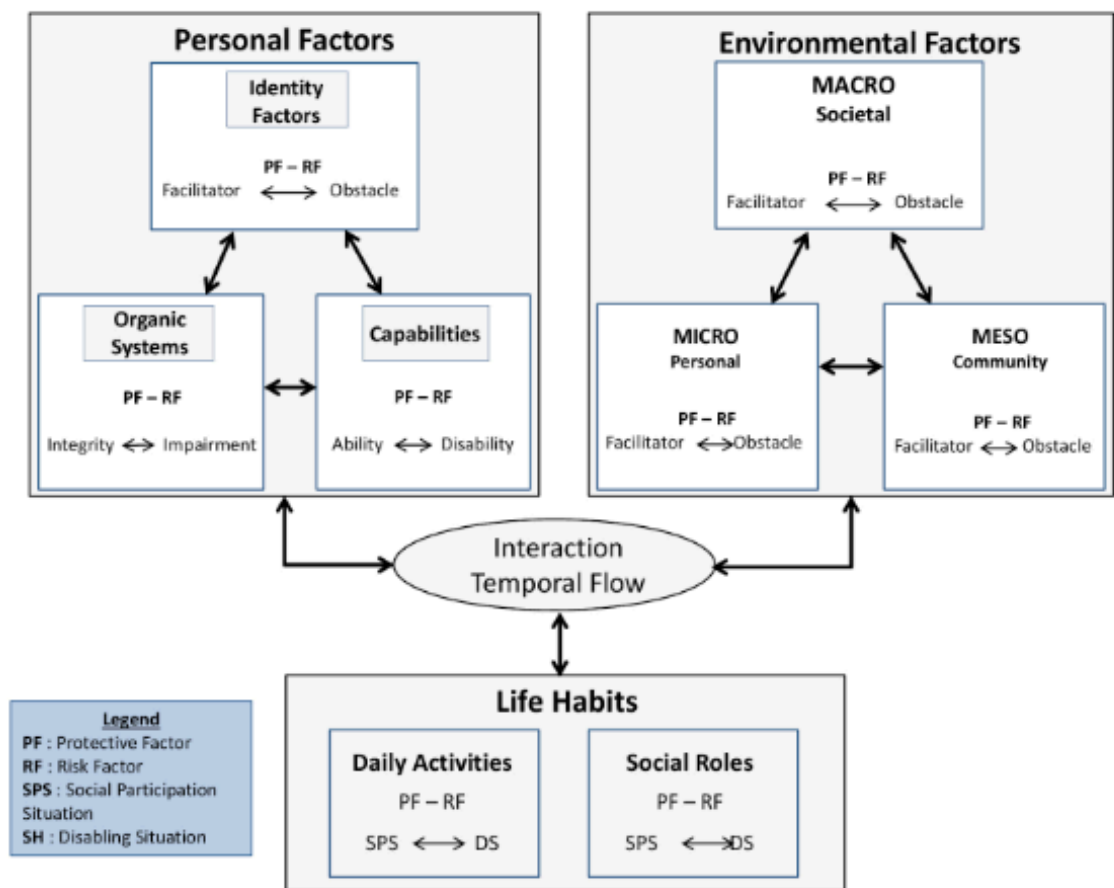 Personal Factors
Identity
Factors
PF – RF
Facilitator Obstacle
Organic
Systems
PF – RF
Integrity Impairment
Capabilities
PF – RF
Ability Disability
Environmental Factors
MACRO
Societal
PF – RF
Facilitator Obstacle
MICRO
Personal
PF – RF
Facilitator Obstacle
MESO
Community
PF – RF
Facilitator Obstacle
Interaction
Temporal Flow
Life Habits
Daily Activities
PF – RF
SPS DS
Social Roles
PF – RF
SPS DS
Legend
PF : Protective Factor
RF : Risk Factor
SPS : Social Participation
Situation
SH : Disabling Situation